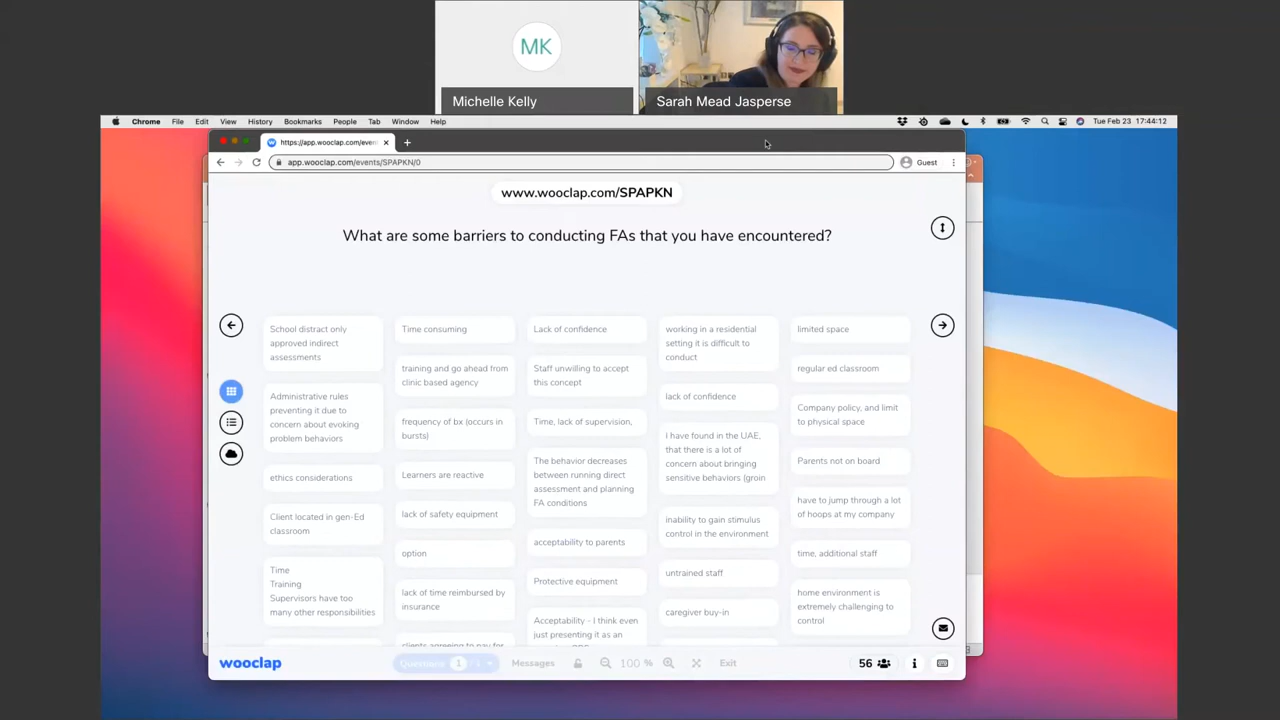 MK
Michelle Kelly
Sarah Mead Jasperse
Chrome File Edit View History Bookmarks People Tab Window Help
Tue Feb 23 17:44:12
https://app.wooclap.com/even
app.wooclap.com/events/SPAPKN/0
Guest
www.wooclap.com/SPAPKN
What are some barriers to conducting FAs that you have encountered?
School distract only
approved indirect
assessments
Administrative rules
preventing it due to
concern about evoking
problem behaviors
ethics considerations
Client located in gen-Ed
classroom
Time
Training
Supervisors have too
many other responsibilities
Time consuming
training and go ahead from
clinic based agency
frequency of bx (occurs in
bursts)
Learners are reactive
lack of safety equipment
option
lack of time reimbursed by
insurance
clients agreeing to pay for
Lack of confidence
Staff unwilling to accept
this concept
Time, lack of supervision,
The behavior decreases
between running direct
assessment and planning
FA conditions
acceptability to parents
Protective equipment
Acceptability - I think even
just presenting it as an
working in a residential
setting it is difficult to
conduct
lack of confidence
I have found in the UAE,
that there is a lot of
concern about bringing
sensitive behaviors (groin
inability to gain stimulus
control in the environment
untrained staff
caregiver buy-in
limited space
regular ed classroom
Company policy, and limit
to physical space
Parents not on board
have to jump through a lot
of hoops at my company
time, additional staff
home environment is
extremely challenging to
control
wooclap
Questions 1
Messages
100 %
Exit
56